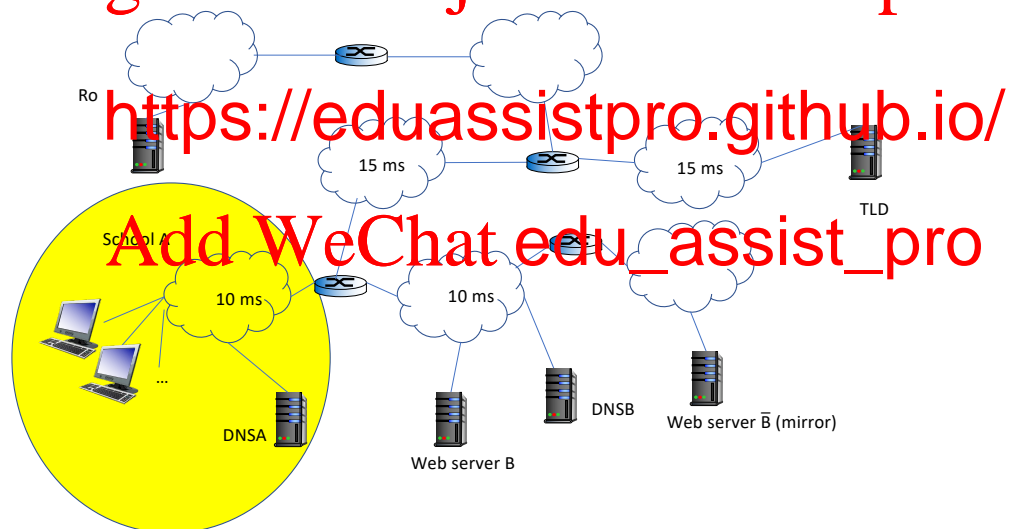 Ro
https://eduassistpro.github.io/
15 ms
15 ms
TLD
School A
Add WeChat edu_assist_pro
10 ms
10 ms
...
DNSA
Web server B
DNSB
Web server B̅ (mirror)